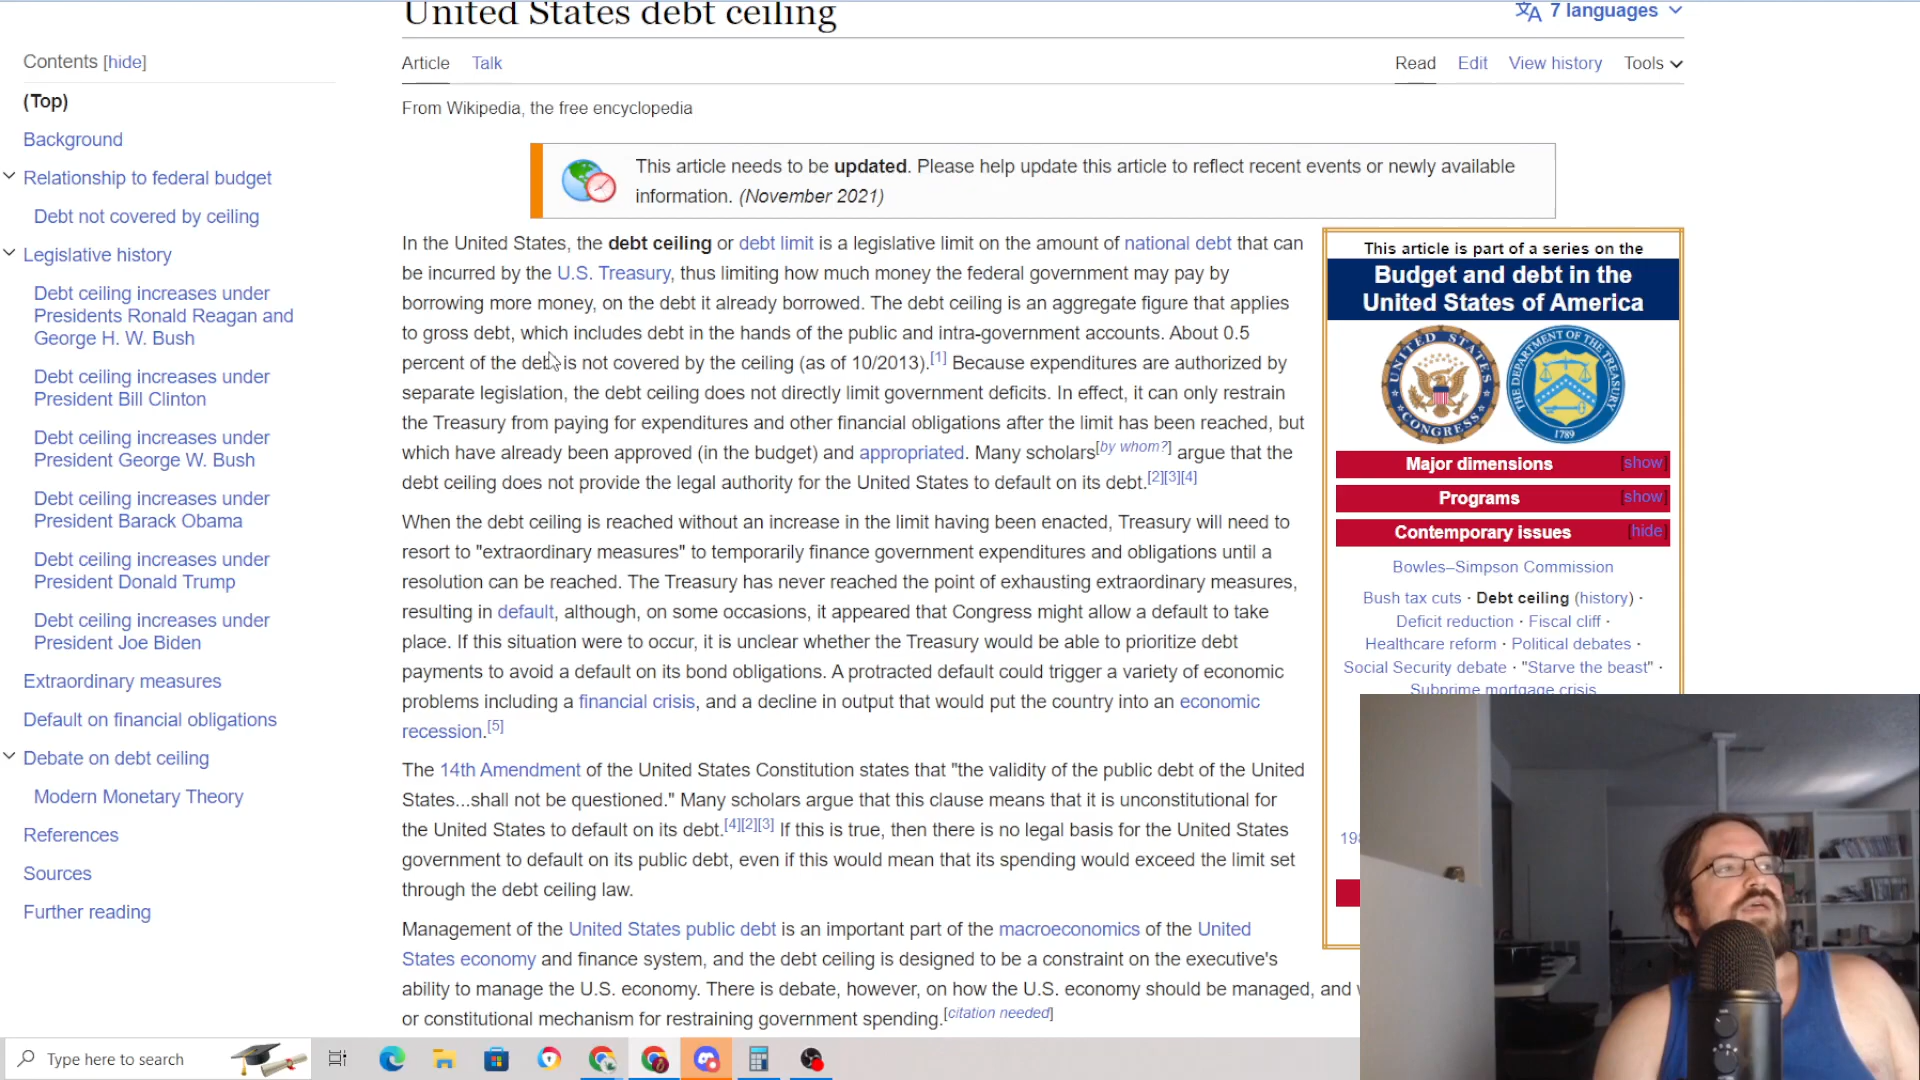 United States debt ceiling
7 languages
Contents [hide]
(Top)
Background
Relationship to federal budget
Debt not covered by ceiling
Legislative history
Debt ceiling increases under
Presidents Ronald Reagan and
George H. W. Bush
Debt ceiling increases under
President Bill Clinton
Debt ceiling increases under
President George W. Bush
Debt ceiling increases under
President Barack Obama
Debt ceiling increases under
President Donald Trump
Debt ceiling increases under
President Joe Biden
Extraordinary measures
Default on financial obligations
Debate on debt ceiling
Modern Monetary Theory
References
Sources
Further reading
Article Talk
Read Edit View history Tools
From Wikipedia, the free encyclopedia
This article needs to be updated. Please help update this article to reflect recent events or newly available
information. (November 2021)
In the United States, the debt ceiling or debt limit is a legislative limit on the amount of national debt that can
be incurred by the U.S. Treasury, thus limiting how much money the federal government may pay by
borrowing more money, on the debt it already borrowed. The debt ceiling is an aggregate figure that applies
to gross debt, which includes debt in the hands of the public and intra-government accounts. About 0.5
percent of the debt is not covered by the ceiling (as of 10/2013).[1] Because expenditures are authorized by
separate legislation, the debt ceiling does not directly limit government deficits. In effect, it can only restrain
the Treasury from paying for expenditures and other financial obligations after the limit has been reached, but
which have already been approved (in the budget) and appropriated. Many scholars[by whom?] argue that the
debt ceiling does not provide the legal authority for the United States to default on its debt.[2][3][4]
When the debt ceiling is reached without an increase in the limit having been enacted, Treasury will need to
resort to "extraordinary measures" to temporarily finance government expenditures and obligations until a
resolution can be reached. The Treasury has never reached the point of exhausting extraordinary measures,
resulting in default, although, on some occasions, it appeared that Congress might allow a default to take
place. If this situation were to occur, it is unclear whether the Treasury would be able to prioritize debt
payments to avoid a default on its bond obligations. A protracted default could trigger a variety of economic
problems including a financial crisis, and a decline in output that would put the country into an economic
recession.[5]
The 14th Amendment of the United States Constitution states that "the validity of the public debt of the United
States...shall not be questioned." Many scholars argue that this clause means that it is unconstitutional for
the United States to default on its debt.[4][2][3] If this is true, then there is no legal basis for the United States
government to default on its public debt, even if this would mean that its spending would exceed the limit set
through the debt ceiling law.
Management of the United States public debt is an important part of the macroeconomics of the United
States economy and finance system, and the debt ceiling is designed to be a constraint on the executive's
ability to manage the U.S. economy. There is debate, however, on how the U.S. economy should be managed, and
or constitutional mechanism for restraining government spending.[citation needed]
This article is part of a series on the
Budget and debt in the
United States of America
UNITED STATES CONGRESS
THE DEPARTMENT OF THE TREASURY 1789
Major dimensions [show]
Programs [show]
Contemporary issues [hide]
Bowles–Simpson Commission
Bush tax cuts · Debt ceiling (history) ·
Deficit reduction · Fiscal cliff ·
Healthcare reform · Political debates ·
Social Security debate · "Starve the beast" ·
Subprime mortgage crisis
Type here to search